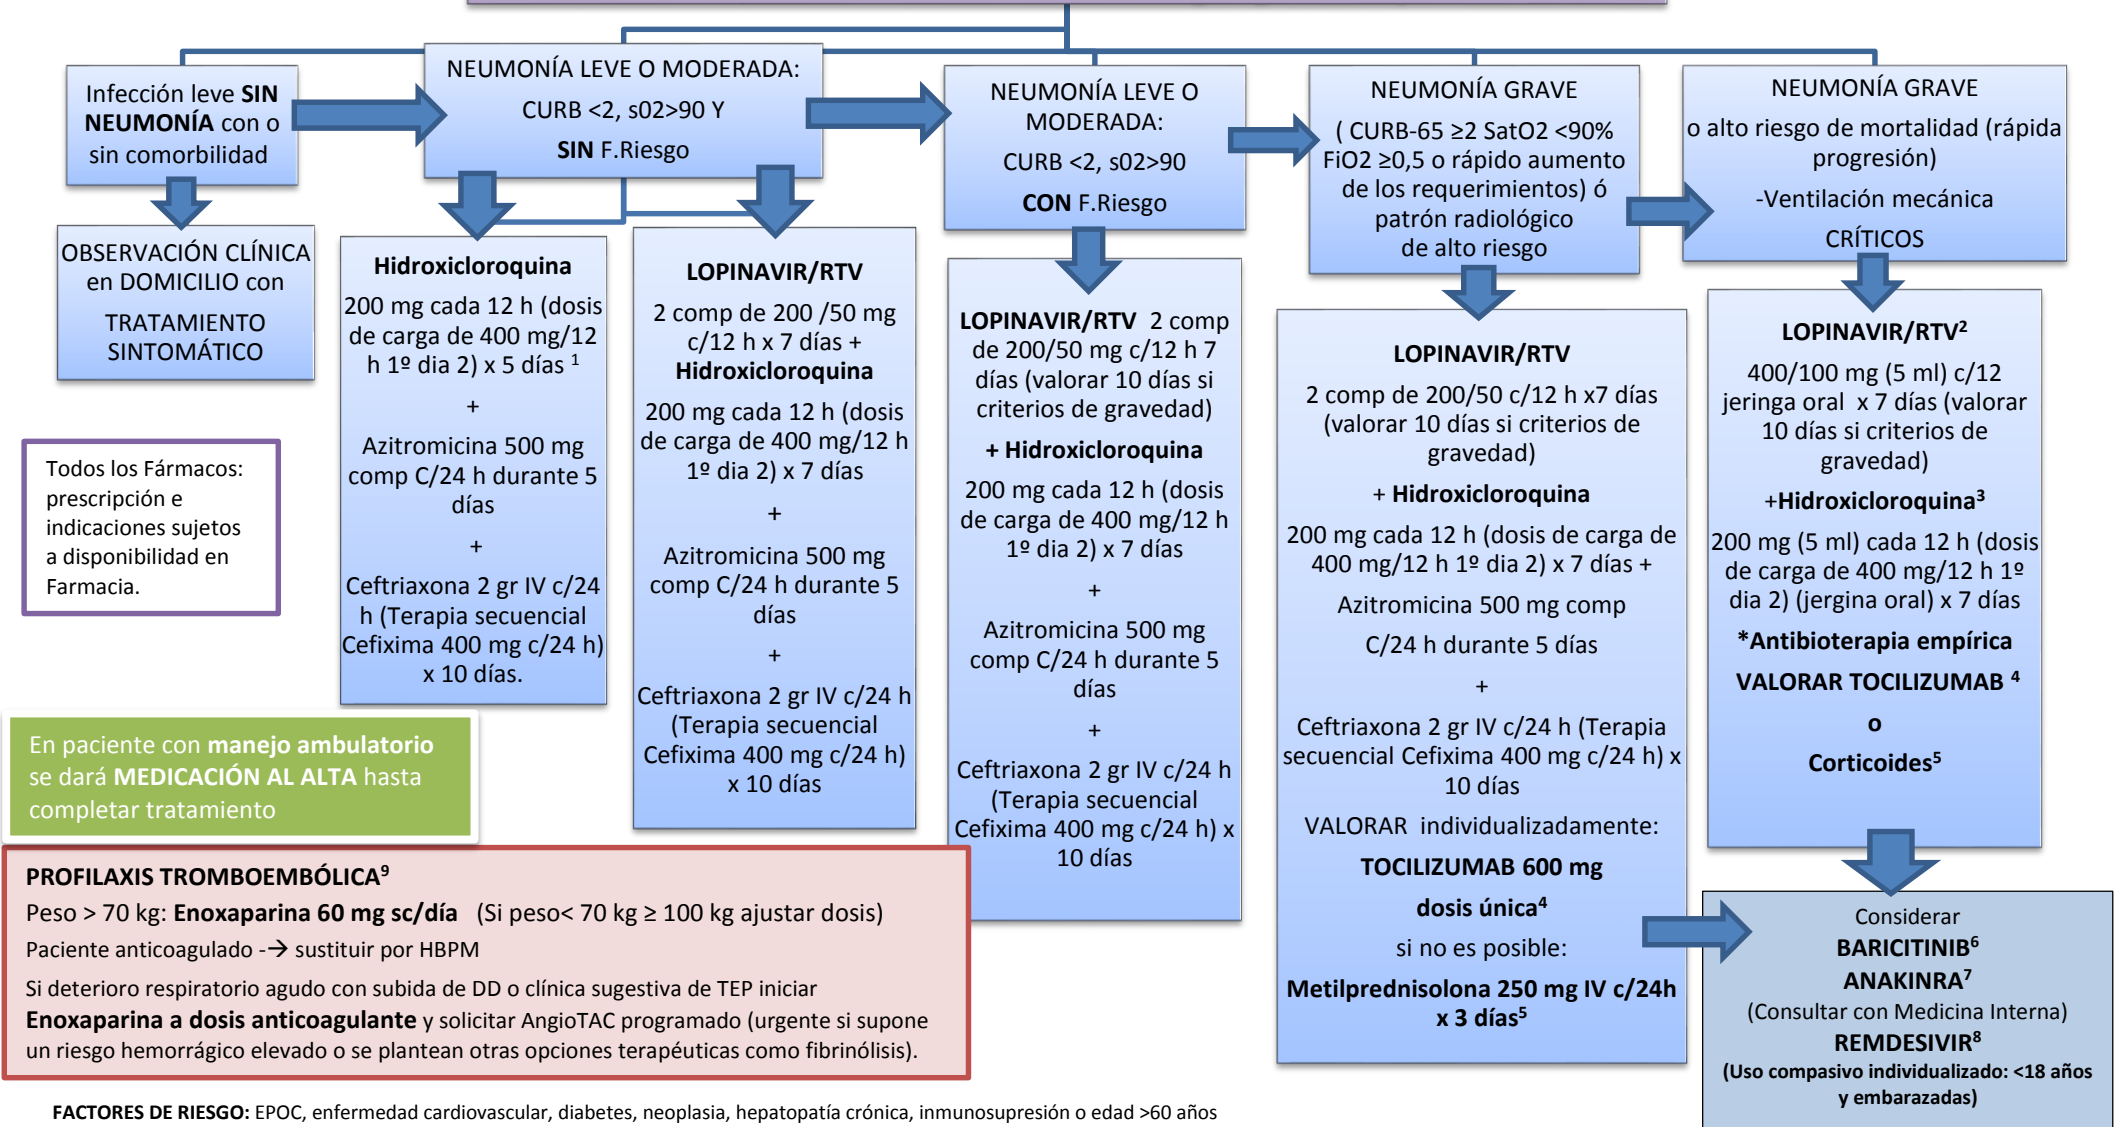 Infección leve SIN
NEUMONÍA con o
sin comorbilidad
NEUMONÍA LEVE O MODERADA:
CURB <2, s02>90 Y
SIN F.Riesgo
NEUMONÍA LEVE O
MODERADA:
CURB <2, s02>90
CON F.Riesgo
NEUMONÍA GRAVE
( CURB-65 ≥2 SatO2 <90%
FiO2 ≥0,5 o rápido aumento
de los requerimientos) ó
patrón radiológico
de alto riesgo
NEUMONÍA GRAVE
o alto riesgo de mortalidad (rápida
progresión)
-Ventilación mecánica
CRÍTICOS
OBSERVACIÓN CLÍNICA
en DOMICILIO con
TRATAMIENTO
SINTOMÁTICO
Hidroxicloroquina
200 mg cada 12 h (dosis
de carga de 400 mg/12
h 1º dia 2) x 5 días ¹
+
Azitromicina 500 mg
comp C/24 h durante 5
días
+
Ceftriaxona 2 gr IV c/24
h (Terapia secuencial
Cefixima 400 mg c/24 h)
x 10 días.
LOPINAVIR/RTV
2 comp de 200 /50 mg
c/12 h x 7 días +
Hidroxicloroquina
200 mg cada 12 h (dosis
de carga de 400 mg/12 h
1º dia 2) x 7 días
+
Azitromicina 500 mg
comp C/24 h durante 5
días
+
Ceftriaxona 2 gr IV c/24 h
(Terapia secuencial
Cefixima 400 mg c/24 h)
x 10 días
LOPINAVIR/RTV 2 comp
de 200/50 mg c/12 h 7
días (valorar 10 días si
criterios de gravedad)
+ Hidroxicloroquina
200 mg cada 12 h (dosis
de carga de 400 mg/12 h
1º dia 2) x 7 días
+
Azitromicina 500 mg
comp C/24 h durante 5
días
+
Ceftriaxona 2 gr IV c/24 h
(Terapia secuencial
Cefixima 400 mg c/24 h) x
10 días
LOPINAVIR/RTV
2 comp de 200/50 c/12 h x7 días
(valorar 10 días si criterios de
gravedad)
+ Hidroxicloroquina
200 mg cada 12 h (dosis de carga de
400 mg/12 h 1º dia 2) x 7 días +
Azitromicina 500 mg comp
C/24 h durante 5 días
+
Ceftriaxona 2 gr IV c/24 h (Terapia
secuencial Cefixima 400 mg c/24 h) x
10 días
VALORAR individualizadamente:
TOCILIZUMAB 600 mg
dosis única⁴
si no es posible:
Metilprednisolona 250 mg IV c/24h
x 3 días⁵
LOPINAVIR/RTV²
400/100 mg (5 ml) c/12
jeringa oral x 7 días (valorar
10 días si criterios de
gravedad)
+Hidroxicloroquina³
200 mg (5 ml) cada 12 h (dosis
de carga de 400 mg/12 h 1º
dia 2) (jergina oral) x 7 días
*Antibioterapia empírica
VALORAR TOCILIZUMAB ⁴
o
Corticoides⁵
Considerar
BARICITINIB⁶
ANAKINRA⁷
(Consultar con Medicina Interna)
REMDESIVIR⁸
(Uso compasivo individualizado: <18 años
y embarazadas)
Todos los Fármacos:
prescripción e
indicaciones sujetos
a disponibilidad en
Farmacia.
En paciente con manejo ambulatorio
se dará MEDICACIÓN AL ALTA hasta
completar tratamiento
PROFILAXIS TROMBOEMBÓLICA⁹
Peso > 70 kg: Enoxaparina 60 mg sc/día (Si peso< 70 kg ≥ 100 kg ajustar dosis)
Paciente anticoagulado -→ sustituir por HBPM
Si deterioro respiratorio agudo con subida de DD o clínica sugestiva de TEP iniciar
Enoxaparina a dosis anticoagulante y solicitar AngioTAC programado (urgente si supone
un riesgo hemorrágico elevado o se plantean otras opciones terapéuticas como fibrinólisis).
FACTORES DE RIESGO: EPOC, enfermedad cardiovascular, diabetes, neoplasia, hepatopatía crónica, inmunosupresión o edad >60 años